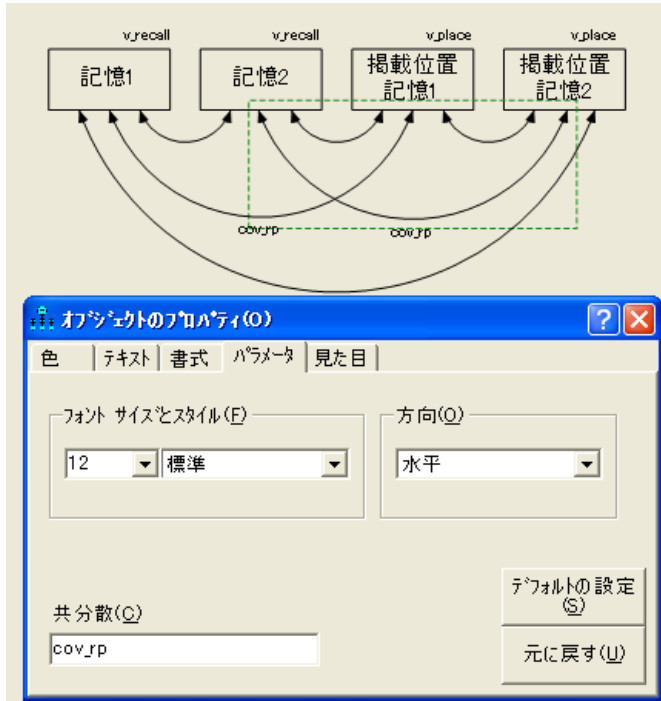 v_recall
v_recall
v_place
v_place
記憶1
記憶2
掲載位置
記憶1
掲載位置
記憶2
cov_rp
cov_rp
オブジェクトのプロパティ(O)
色
テキスト
書式
パラメータ
見た目
フォント サイズとスタイル(F)
方向(O)
12
標準
水平
共分散(C)
cov_rp
デフォルトの設定
(S)
元に戻す(U)